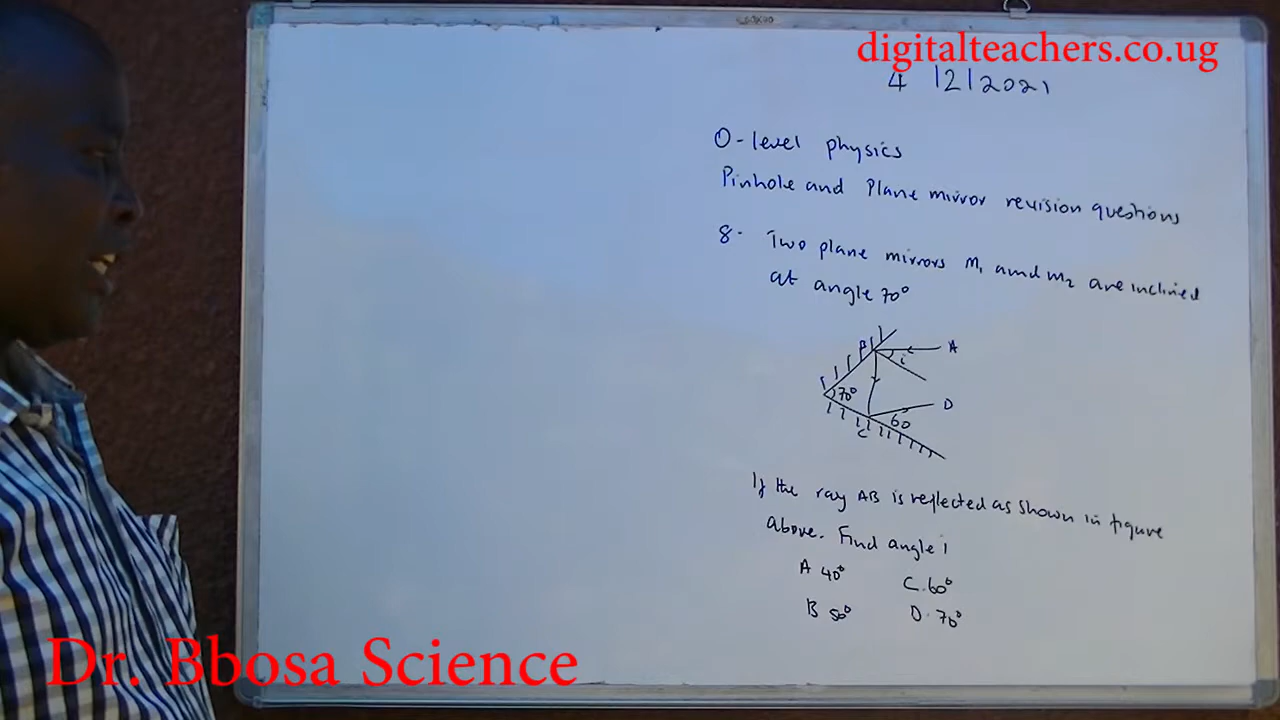 digitalteachers.co.ug
4 12 2021
O-level physics
Pinhole and Plane mirror revision questions
8. Two plane mirrors M₁ and M₂ are inclined
at angle 70°
B A
i
70°
D
60
C
If the ray AB is reflected as shown in figure
above. Find angle i
A 40° C. 60°
B 50° D. 70°
Dr. Bbosa Science